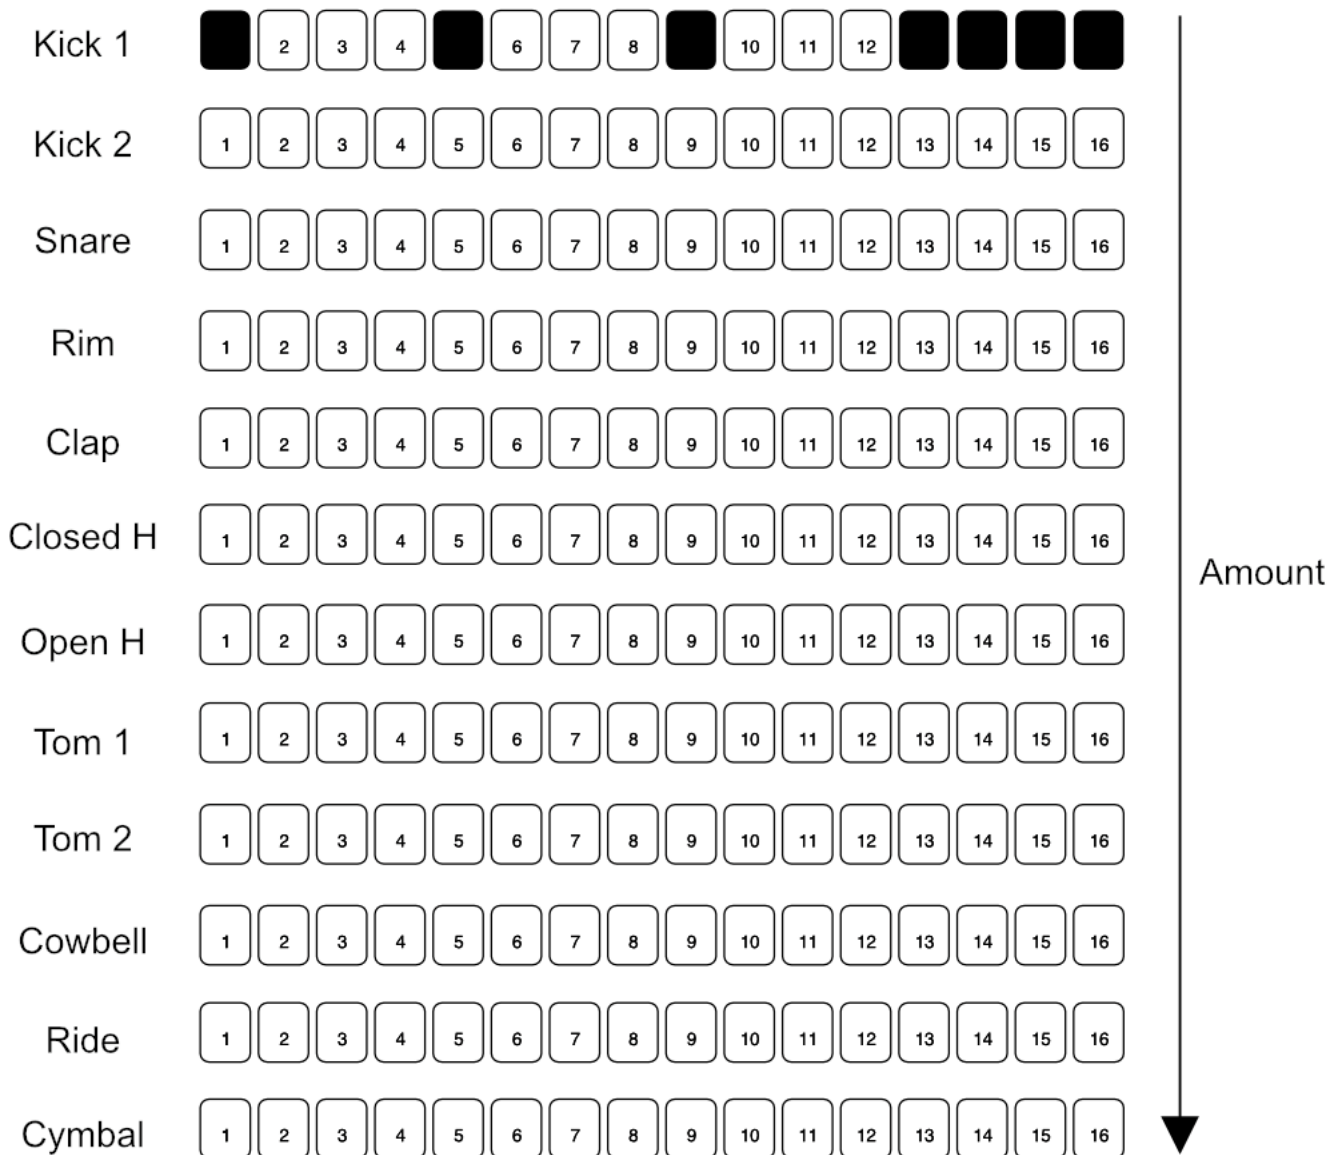 Kick 1 2 3 4 6 7 8 10 11 12
Kick 2 1 2 3 4 5 6 7 8 9 10 11 12 13 14 15 16
Snare 1 2 3 4 5 6 7 8 9 10 11 12 13 14 15 16
Rim 1 2 3 4 5 6 7 8 9 10 11 12 13 14 15 16
Clap 1 2 3 4 5 6 7 8 9 10 11 12 13 14 15 16
Closed H 1 2 3 4 5 6 7 8 9 10 11 12 13 14 15 16
Amount
Open H 1 2 3 4 5 6 7 8 9 10 11 12 13 14 15 16
Tom 1 1 2 3 4 5 6 7 8 9 10 11 12 13 14 15 16
Tom 2 1 2 3 4 5 6 7 8 9 10 11 12 13 14 15 16
Cowbell 1 2 3 4 5 6 7 8 9 10 11 12 13 14 15 16
Ride 1 2 3 4 5 6 7 8 9 10 11 12 13 14 15 16
Cymbal 1 2 3 4 5 6 7 8 9 10 11 12 13 14 15 16